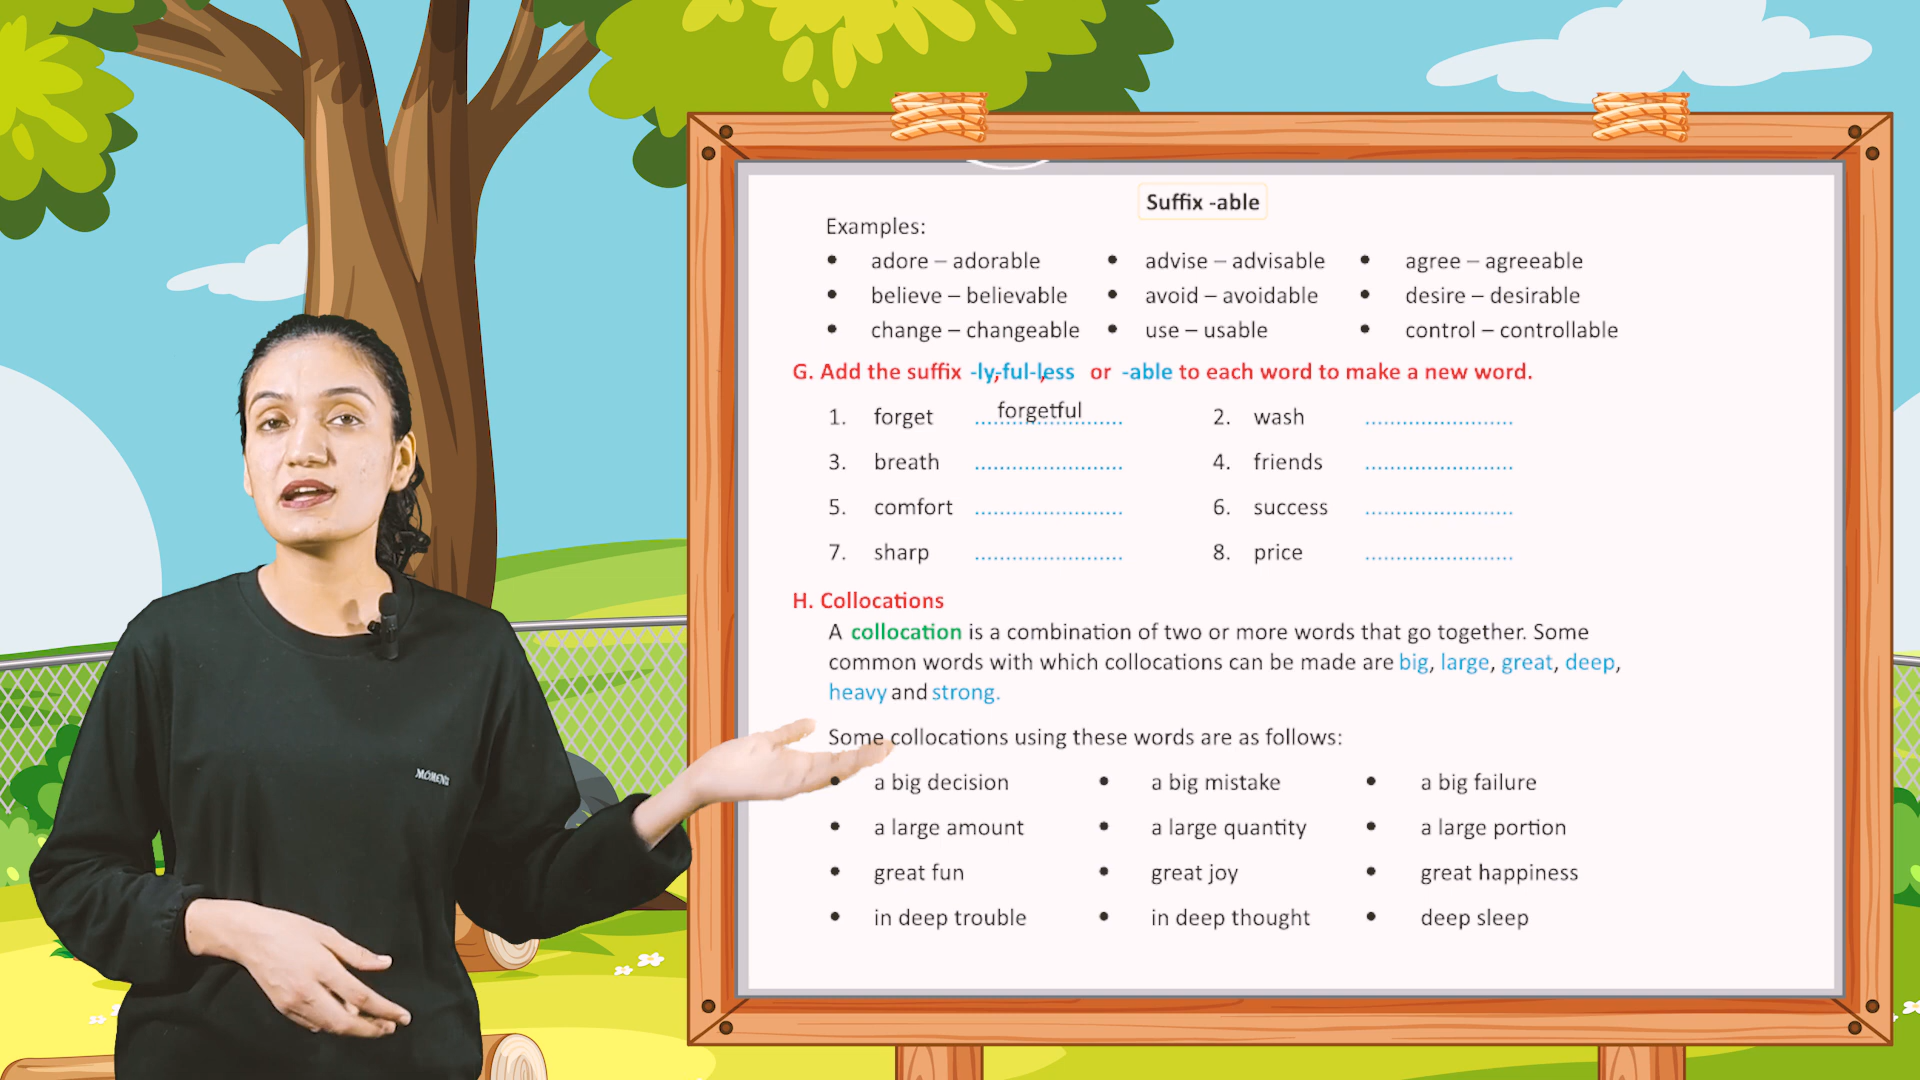 Suffix -able
Examples:
• adore – adorable • advise – advisable • agree – agreeable
• believe – believable • avoid – avoidable • desire – desirable
• change – changeable • use – usable • control – controllable
G. Add the suffix -ly,-ful-,less or -able to each word to make a new word.
1. forget forgetful 2. wash
3. breath 4. friends
5. comfort 6. success
7. sharp 8. price
H. Collocations
A collocation is a combination of two or more words that go together. Some
common words with which collocations can be made are big, large, great, deep,
heavy and strong.
Some collocations using these words are as follows:
• a big decision • a big mistake • a big failure
• a large amount • a large quantity • a large portion
• great fun • great joy • great happiness
• in deep trouble • in deep thought • deep sleep
MOMENTS